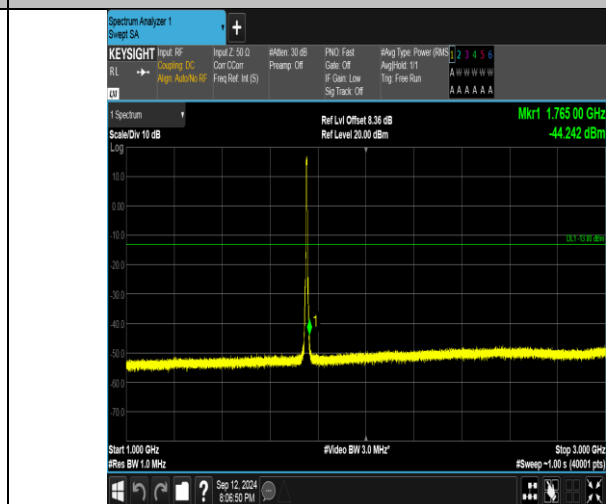 Spectrum Analyzer 1
Swept SA
+
KEYSIGHT
RL
Input: RF
Coupling: DC
Align: Auto/No RF
Input Z: 50 Ω
Corr CCorr
Freq Ref: Int (S)
#Atten: 30 dB
Preamp: Off
PNO: Fast
Gate: Off
IF Gain: Low
Sig Track: Off
#Avg Type: Power (RMS
Avg|Hold: 1/1
Trig: Free Run
1 2 3 4 5 6
A W W W W W
A A A A A A
1 Spectrum
Scale/Div 10 dB
Ref Lvl Offset 8.36 dB
Ref Level 20.00 dBm
Mkr1 1.765 00 GHz
-44.242 dBm
Log
10.0
0.00
-10.0
DL1 -13.00 dBm
-20.0
-30.0
-40.0
1
-50.0
-60.0
-70.0
Start 1.000 GHz
#Res BW 1.0 MHz
#Video BW 3.0 MHz*
Stop 3.000 GHz
#Sweep ~1.00 s (40001 pts)
?
Sep 12, 2024
8:06:50 PM